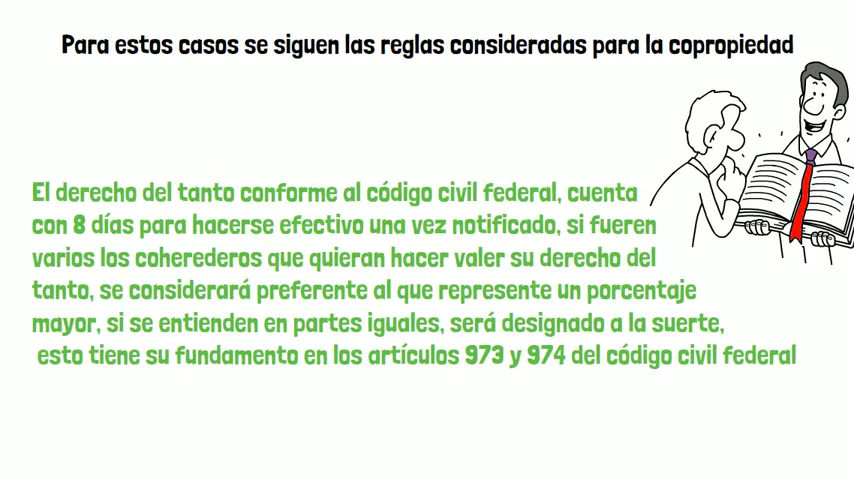 Para estos casos se siguen las reglas consideradas para la copropiedad
El derecho del tanto conforme al código civil federal, cuenta
con 8 días para hacerse efectivo una vez notificado, si fueren
varios los coherederos que quieran hacer valer su derecho del
tanto, se considerará preferente al que represente un porcentaje
mayor, si se entienden en partes iguales, será designado a la suerte,
esto tiene su fundamento en los artículos 973 y 974 del código civil federal